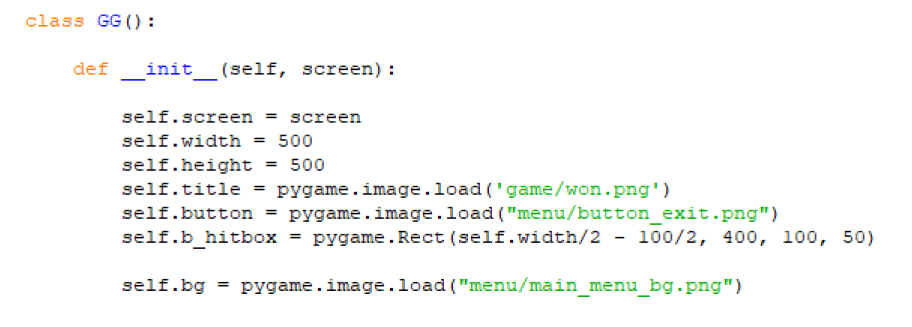 class GG():
def __init__(self, screen):
self.screen = screen
self.width = 500
self.height = 500
self.title = pygame.image.load('game/won.png')
self.button = pygame.image.load("menu/button_exit.png")
self.b_hitbox = pygame.Rect(self.width/2 - 100/2, 400, 100, 50)
self.bg = pygame.image.load("menu/main_menu_bg.png")